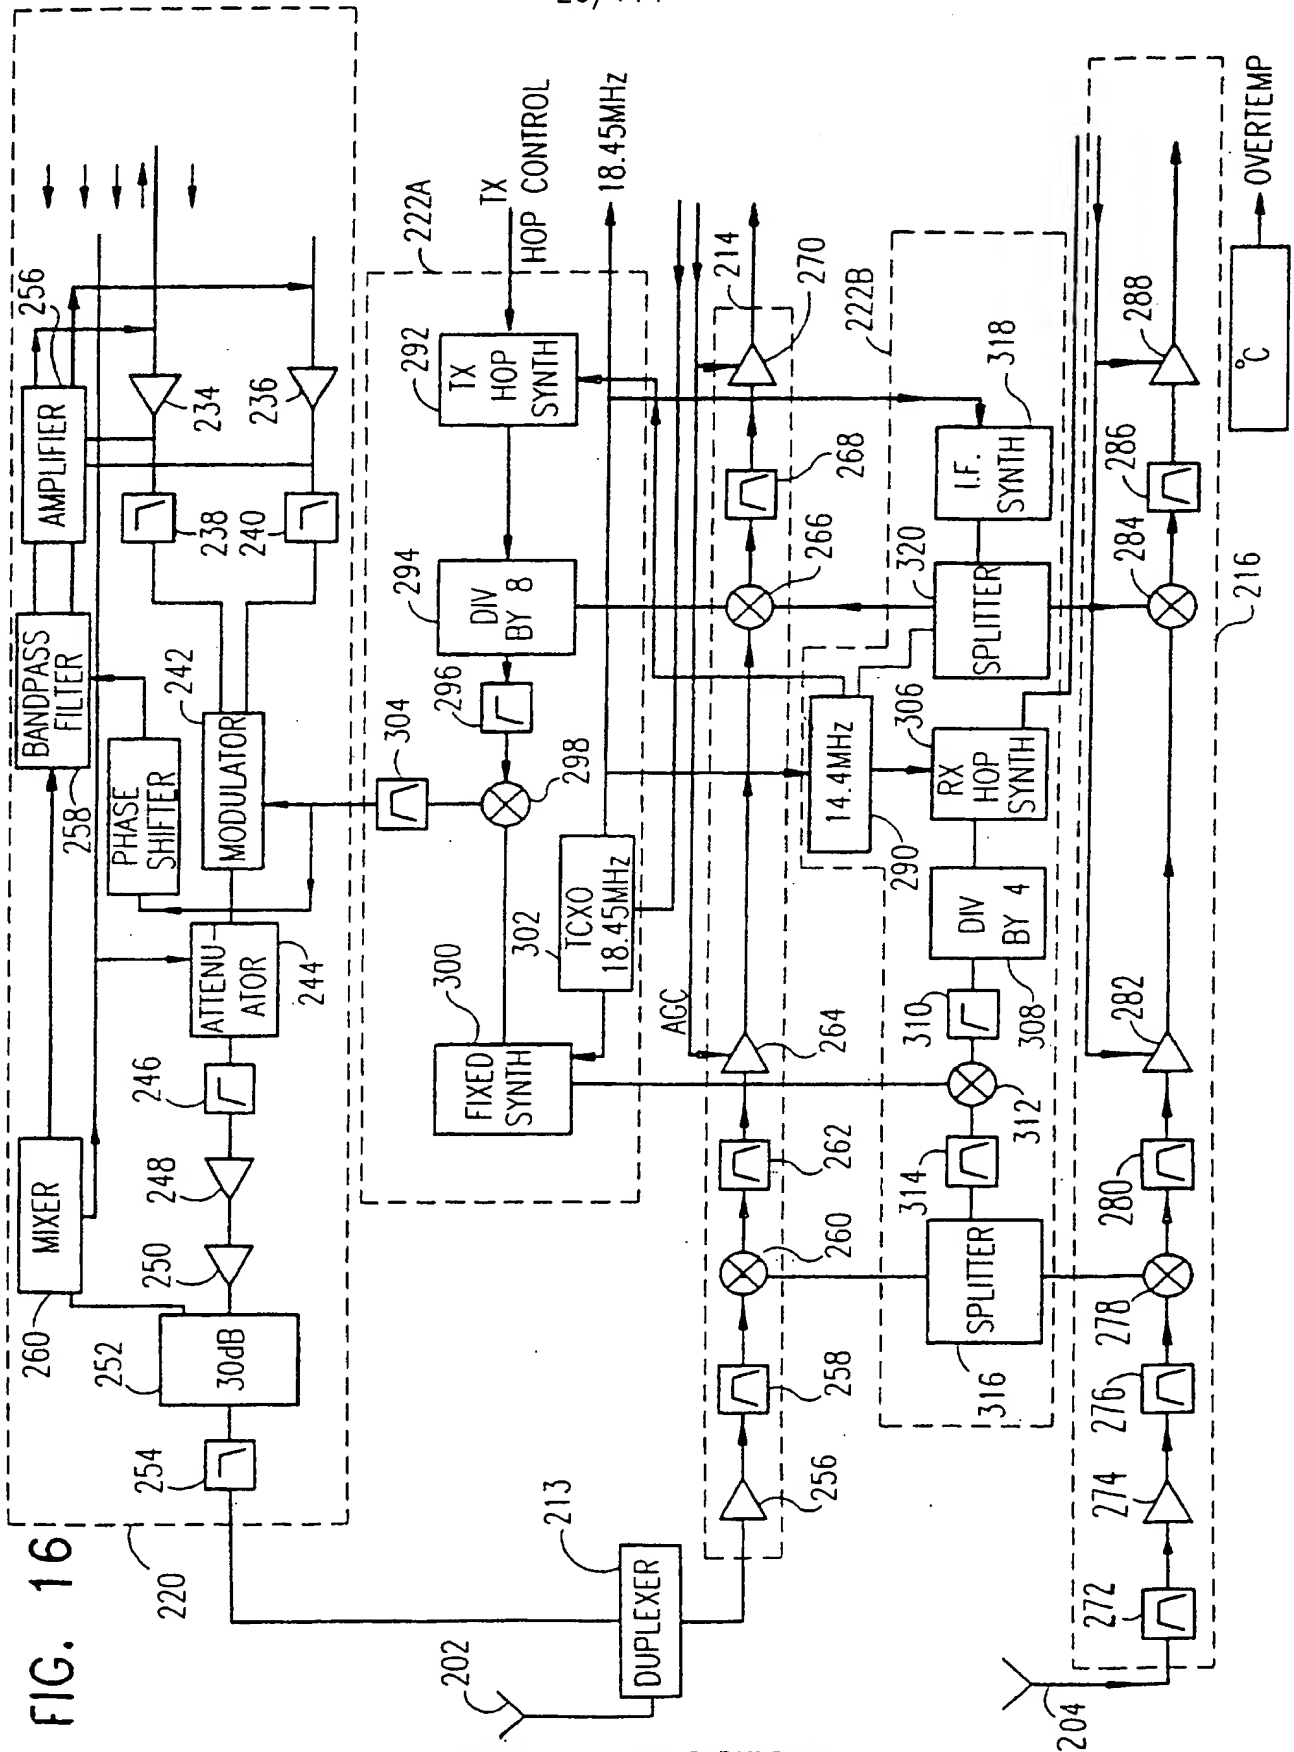 FIG. 16
220
254
252
30dB
260
MIXER
250
248
246
ATTENU-
ATOR
244
MODULATOR
242
PHASE
SHIFTER
258
BANDPASS
FILTER
AMPLIFIER
256
238
240
234
236
222A
TX
HOP CONTROL
292
TX
HOP
SYNTH
294
DIV
BY 8
296
298
304
300
FIXED
SYNTH
302
TCXO
18.45MHz
18.45MHz
202
213
DUPLEXER
256
258
260
262
264
AGC
266
268
270
214
222B
290
14.4MHz
306
RX
HOP
SYNTH
DIV
BY 4
308
310
312
314
SPLITTER
316
320
SPLITTER
318
I.F.
SYNTH
204
272
274
276
278
280
282
284
286
288
216
°C
OVERTEMP